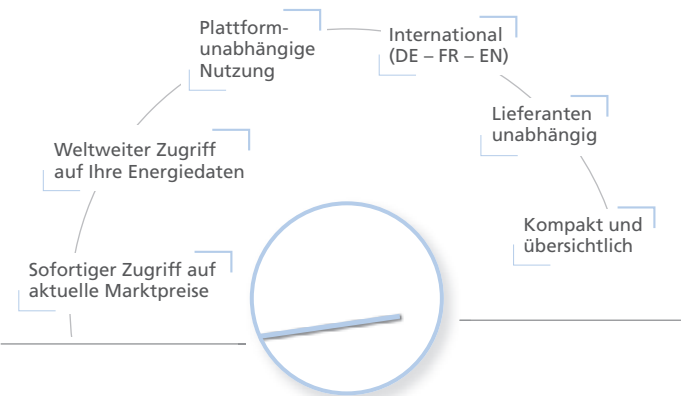 Plattform-
unabhängige
Nutzung
International
(DE – FR – EN)
Lieferanten
unabhängig
Weltweiter Zugriff
auf Ihre Energiedaten
Kompakt und
übersichtlich
Sofortiger Zugriff auf
aktuelle Marktpreise